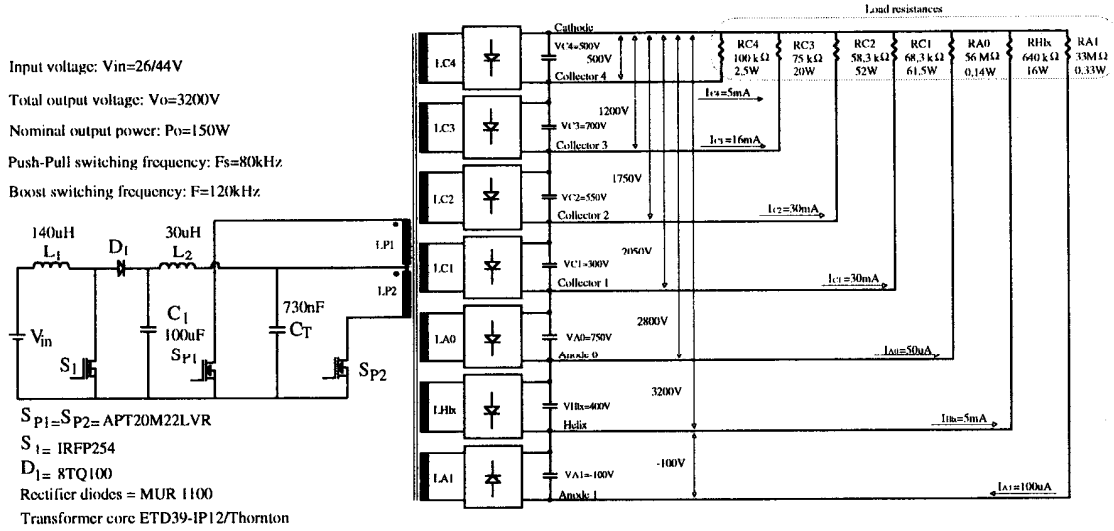 Load resistances
Input voltage: Vin=26/44V
Total output voltage: Vo=3200V
Nominal output power: Po=150W
Push-Pull switching frequency: Fs=80kHz
Boost switching frequency: F=120kHz
140uH
L1
D1
30uH
L2
Vin
S1
C1
100uF
SP1
730nF
CT
SP2
LP1
LP2
SP1=SP2= APT20M22LVR
S1= IRFP254
D1= 8TQ100
Rectifier diodes = MUR 1100
Transformer core ETD39-IP12/Thornton
LC4
LC3
LC2
LC1
LA0
LHlx
LA1
Cathode
VC4=500V
500V
Collector 4
VC3=700V
1200V
Collector 3
VC2=550V
1750V
Collector 2
VC1=300V
2050V
Collector 1
VA0=750V
2800V
Anode 0
VHlx=400V
3200V
Helix
VA1=-100V
-100V
Anode 1
RC4
100 kΩ
2,5W
RC3
75 kΩ
20W
RC2
58,3 kΩ
52W
RC1
68,3 kΩ
61,5W
RA0
56 MΩ
0,14W
RHlx
640 kΩ
16W
RA1
33MΩ
0,33W
IC4=5mA
IC3=16mA
IC2=30mA
IC1=30mA
IA0=50uA
IHlx=5mA
IA1=100uA